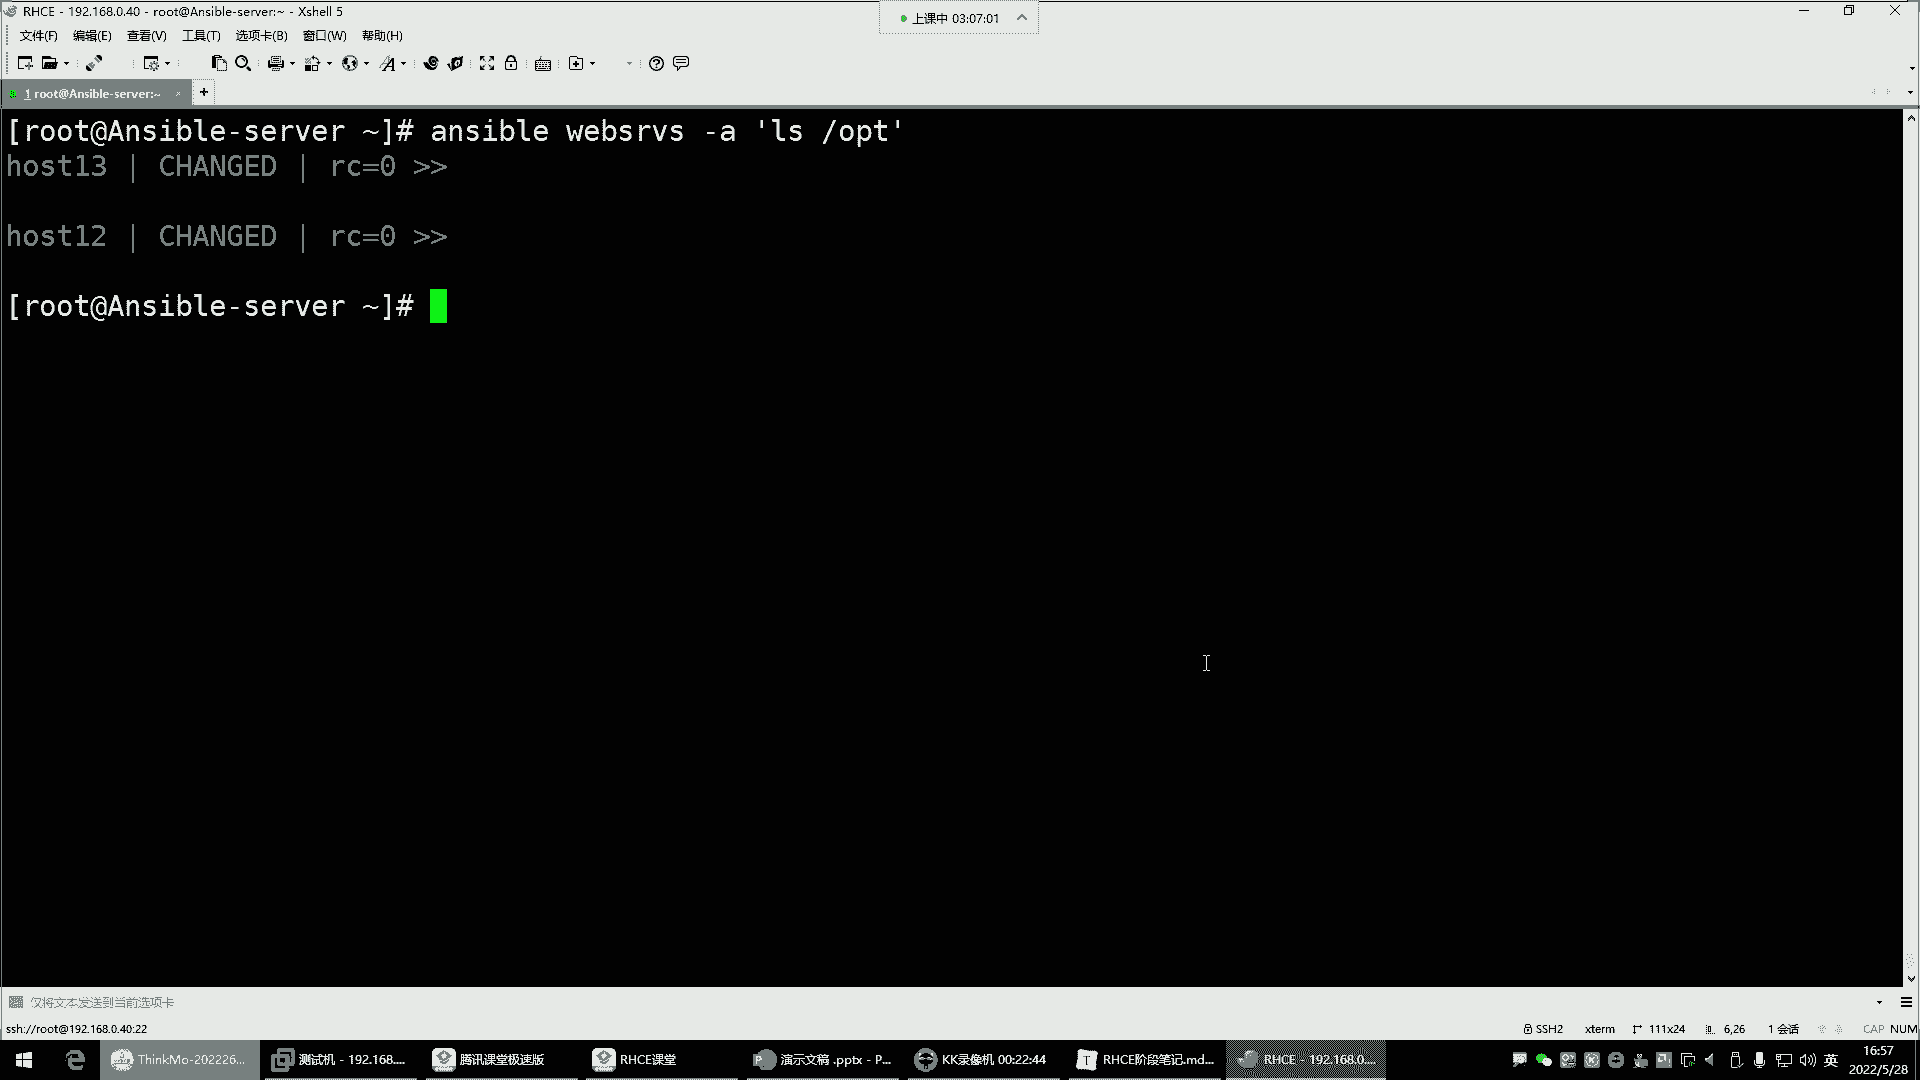 RHCE - 192.168.0.40 - root@Ansible-server:~ - Xshell 5
上课中 03:07:01
文件(F) 编辑(E) 查看(V) 工具(T) 选项卡(B) 窗口(W) 帮助(H)
1 root@Ansible-server:~
[root@Ansible-server ~]# ansible websrvs -a 'ls /opt'
host13 | CHANGED | rc=0 >>
host12 | CHANGED | rc=0 >>
[root@Ansible-server ~]#
仅将文本发送到当前选项卡
ssh://root@192.168.0.40:22 SSH2 xterm 111x24 6,26 1 会话 CAP NUM
ThinkMo-202226... 测试机 - 192.168.... 腾讯课堂极速版 RHCE课堂 演示文稿 .pptx - P... KK录像机 00:22:44 RHCE阶段笔记.md... RHCE - 192.168.0.... 英 16:57
2022/5/28